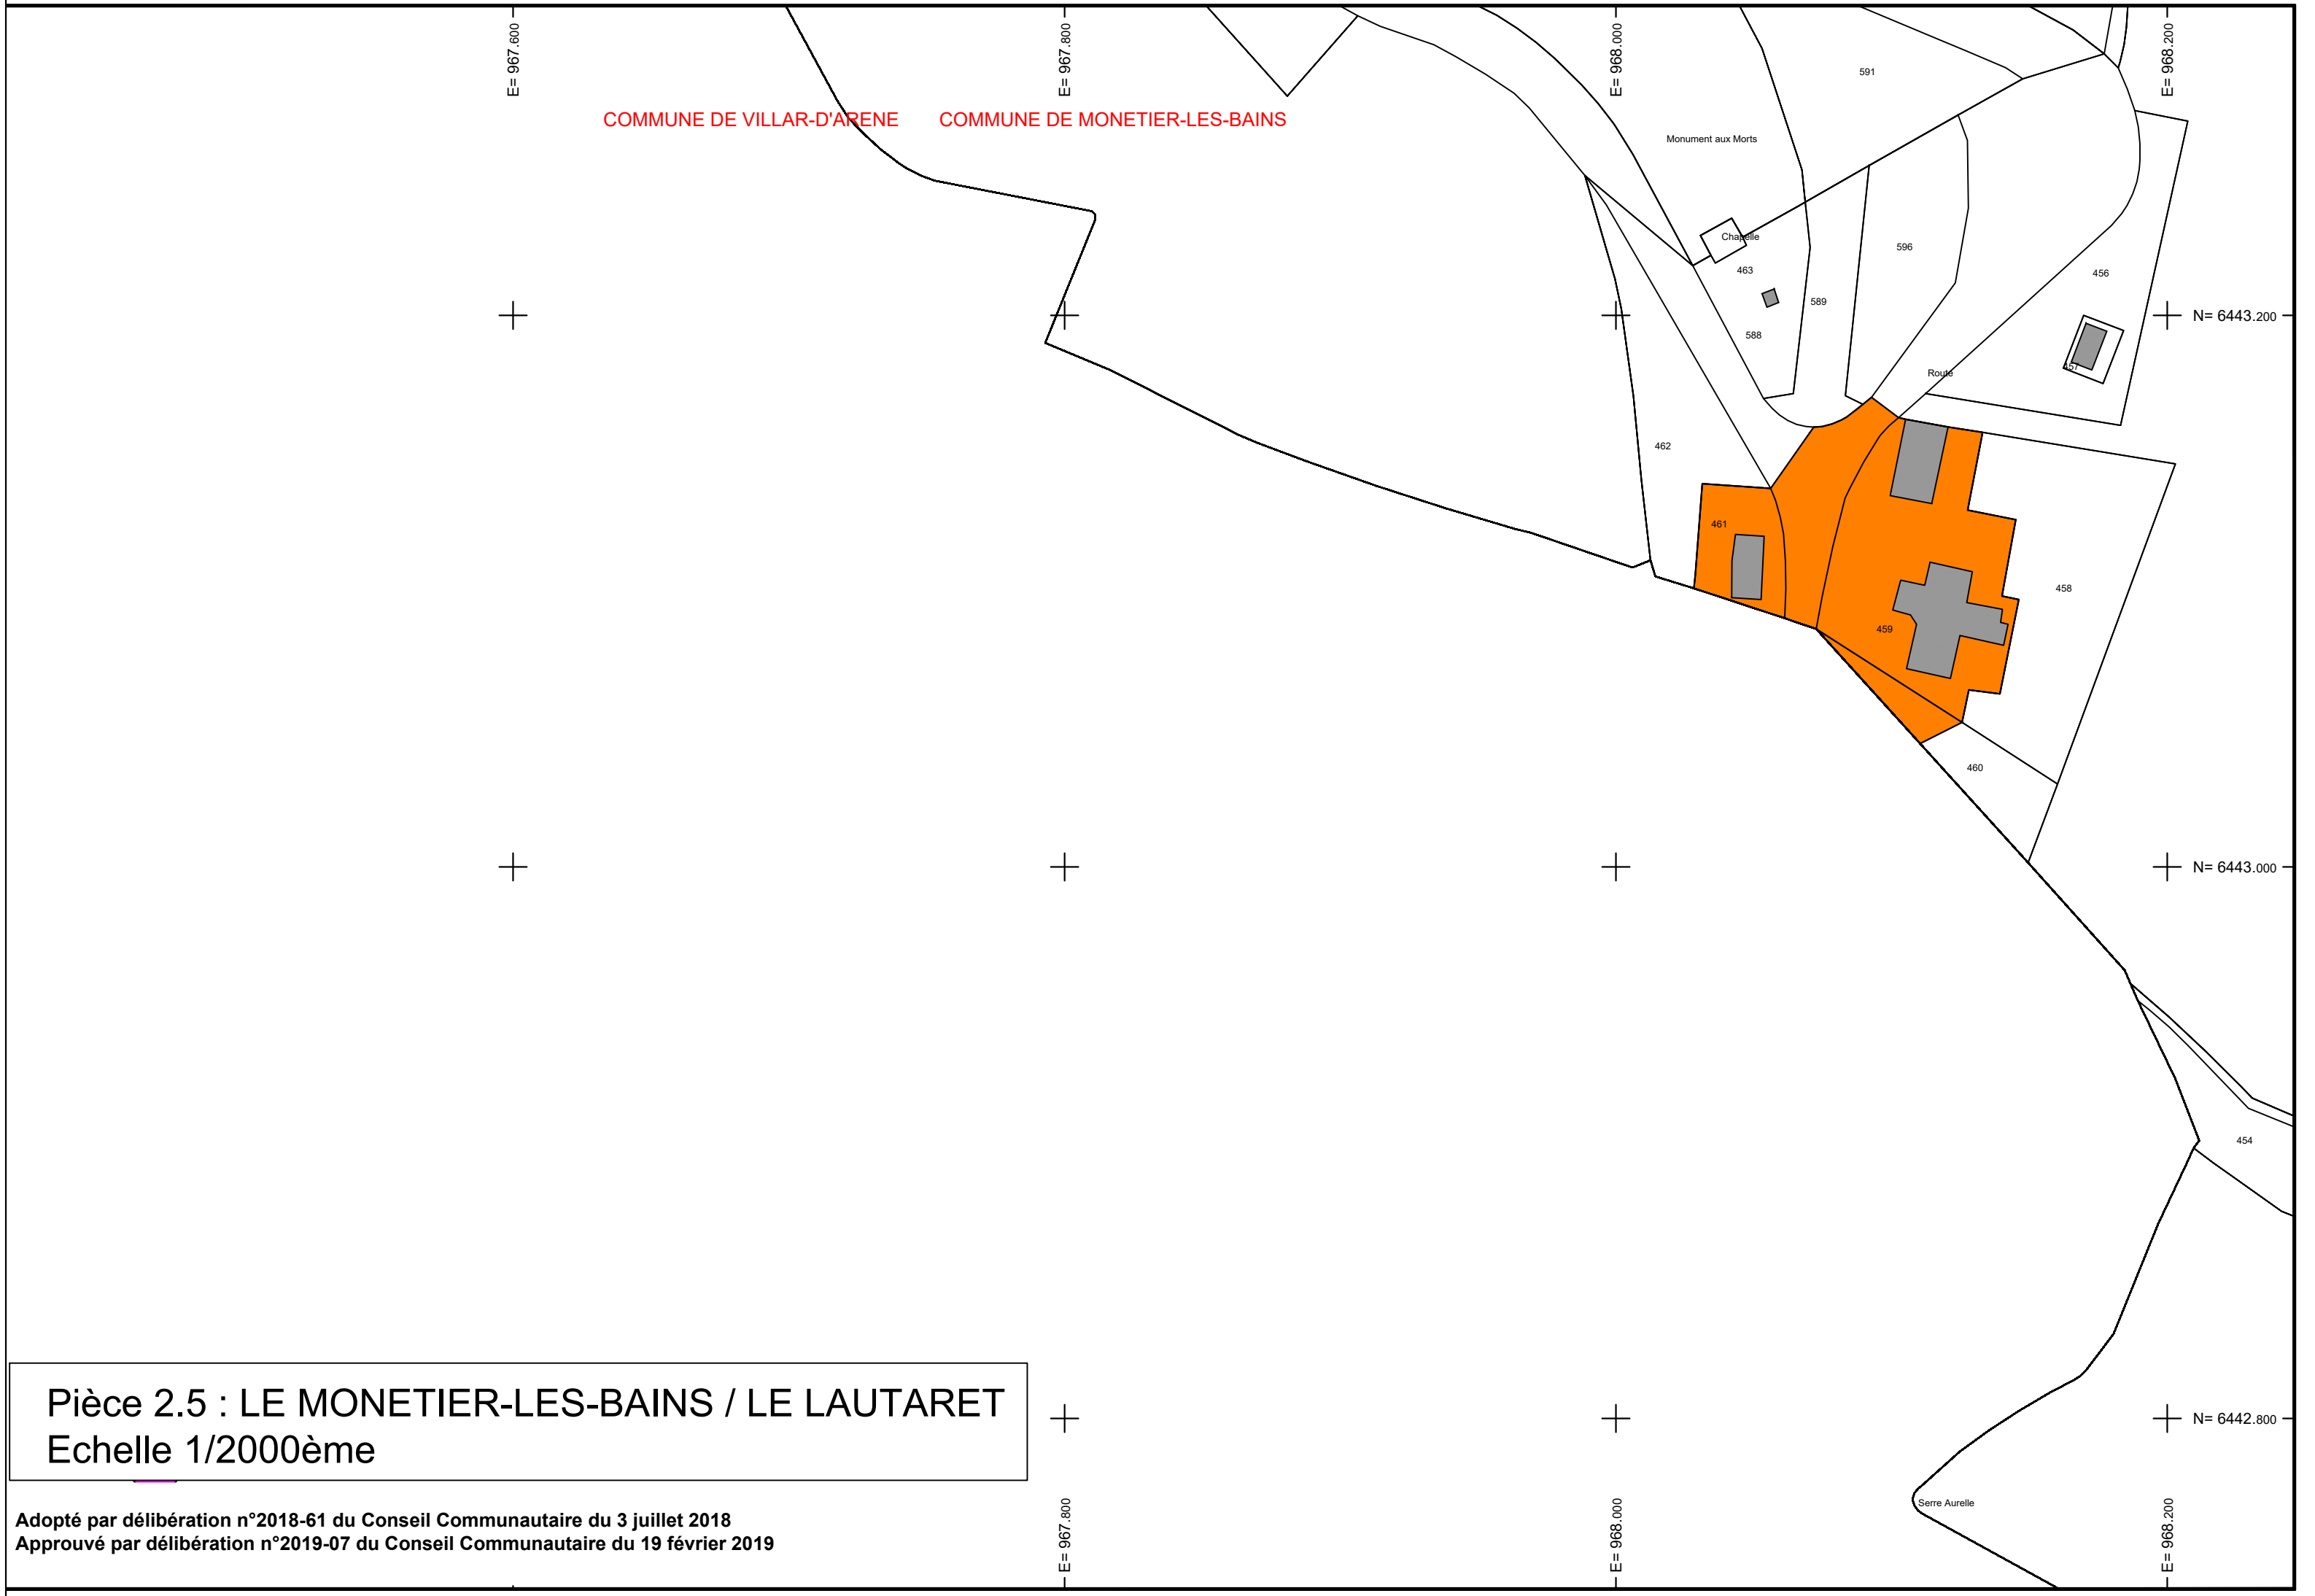 E= 967.600
E= 967.800
E= 968.000
E= 968.200
591
COMMUNE DE VILLAR-D'ARENE
COMMUNE DE MONETIER-LES-BAINS
Monument aux Morts
Chapelle
596
463
456
589
N= 6443.200
588
457
Route
462
461
458
459
460
N= 6443.000
454
Pièce 2.5 : LE MONETIER-LES-BAINS / LE LAUTARET
Echelle 1/2000ème
N= 6442.800
Serre Aurelle
Adopté par délibération n°2018-61 du Conseil Communautaire du 3 juillet 2018
Approuvé par délibération n°2019-07 du Conseil Communautaire du 19 février 2019
E= 967.800
E= 968.000
E= 968.200